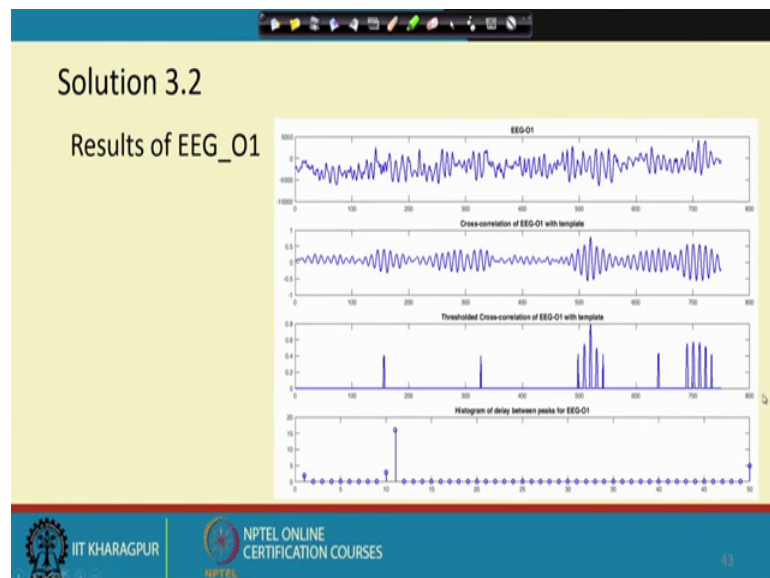 Solution 3.2
Results of EEG_O1
EEG-O1
5000
0
-5000
-10000
0 100 200 300 400 500 600 700 800
Cross-correlation of EEG-O1 with template
1
0.5
0
-0.5
-1
0 100 200 300 400 500 600 700 800
Thresholded Cross-correlation of EEG-O1 with template
0.8
0.6
0.4
0.2
0
0 100 200 300 400 500 600 700 800
Histogram of delay between peaks for EEG-O1
20
15
10
5
0
0 5 10 15 20 25 30 35 40 45 50
IIT KHARAGPUR
NPTEL
NPTEL ONLINE
CERTIFICATION COURSES
43